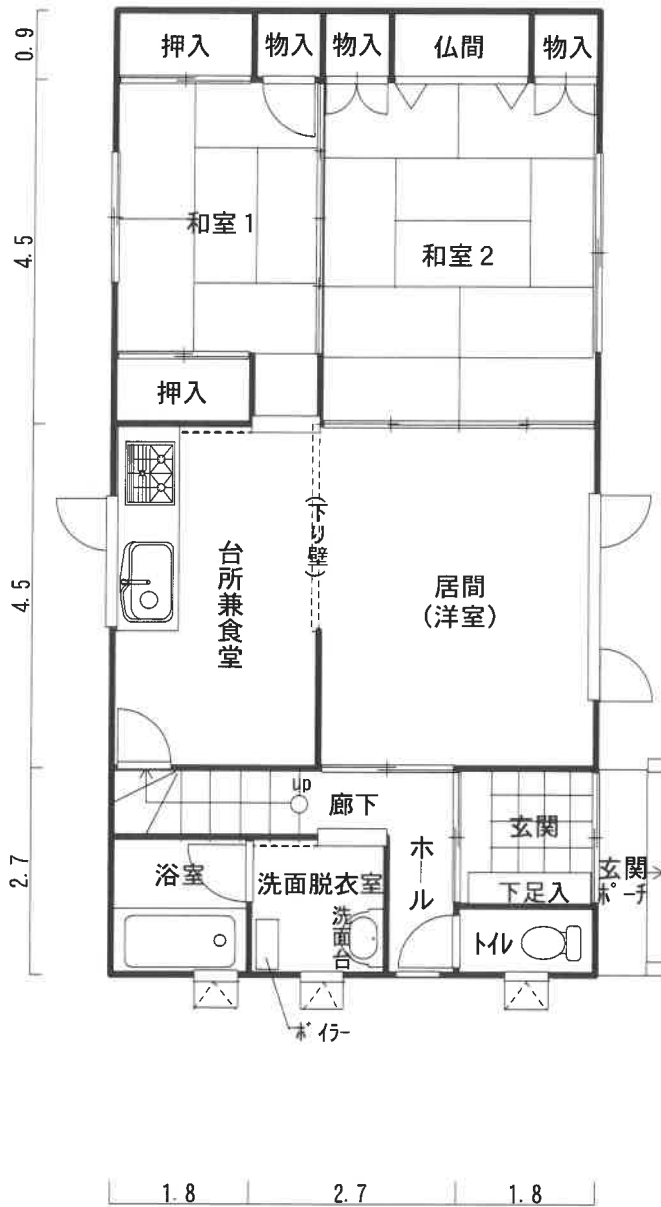 0.9
押入
物入
物入
仏間
物入
4.5
和室1
和室2
押入
4.5
台所兼食堂
(下り壁)
居間
(洋室)
2.7
up
廊下
ホール
玄関
下足入
玄関
ポーチ
浴室
洗面脱衣室
洗面台
トイレ
ボイラー
1.8
2.7
1.8